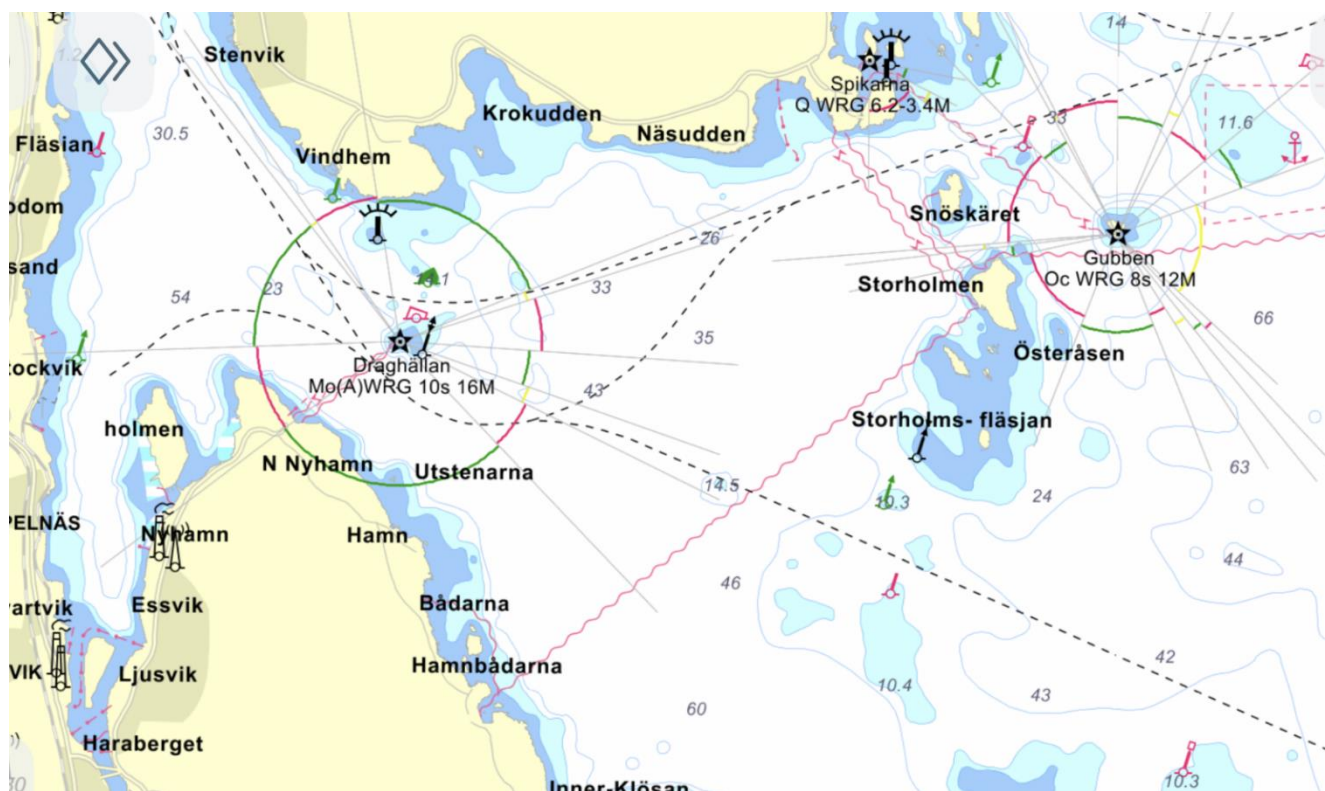 14
Stenvik
1.2
Spikarna
Q WRG 6.2-3.4M
Krokudden
33
11.6
Näsudden
30.5
Fläsian
Vindhem
odom
Snöskäret
26
sand
Gubben
Oc WRG 8s 12M
54
23
33
Storholmen
66
35
Österåsen
ockvik
Draghällan
Mo(A)WRG 10s 16M
43
Storholms- fläsjan
holmen
N Nyhamn
Utstenarna
63
14.5
10.3
24
PELNÄS
Nyhamn
Hamn
44
46
artvik
Essvik
Bådarna
VIK
Ljusvik
Hamnbådarna
42
10.4
43
60
Haraberget
10.3
Inner-Klösan